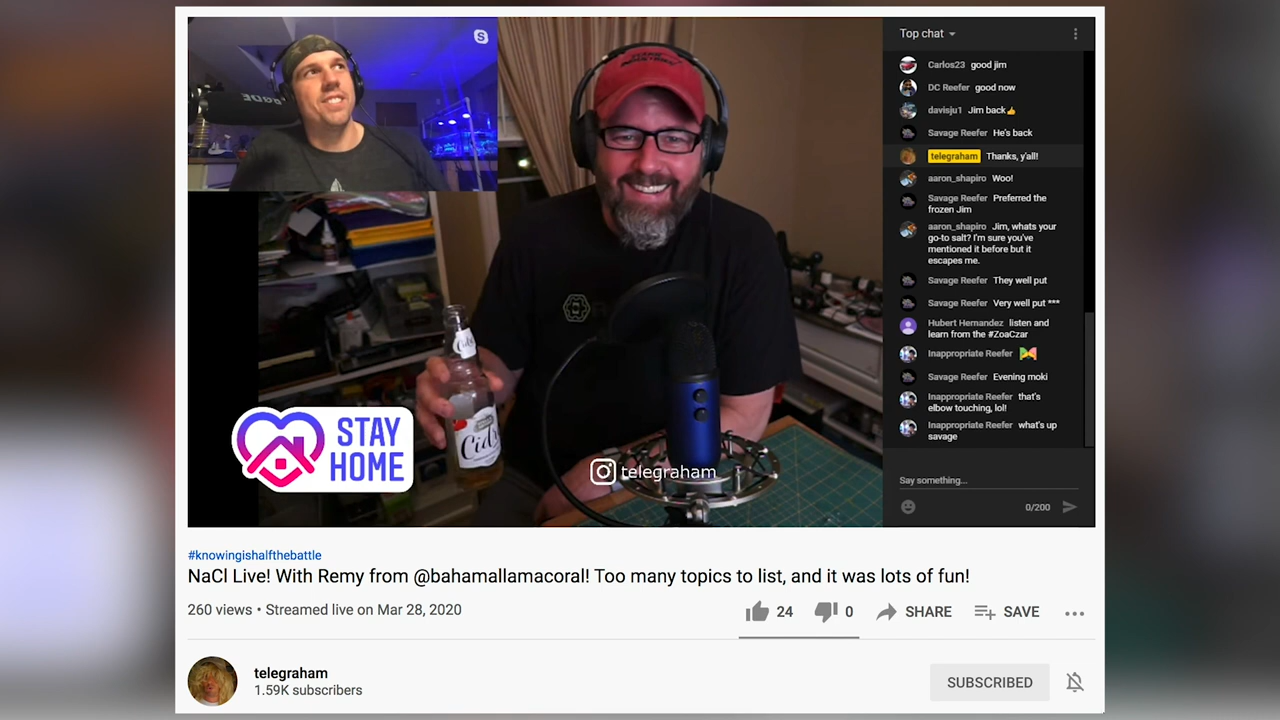 Top chat
Carlos23 good jim
DC Reefer good now
davisju1 Jim back👍
Savage Reefer He's back
telegraham Thanks, y'all!
aaron_shapiro Woo!
Savage Reefer Preferred the
frozen Jim
aaron_shapiro Jim, whats your
go-to salt? I'm sure you've
mentioned it before but it
escapes me.
Savage Reefer They well put
Savage Reefer Very well put ***
Hubert Hernandez listen and
learn from the #ZoaCzar
Inappropriate Reefer
Savage Reefer Evening moki
Inappropriate Reefer that's
elbow touching, lol!
Inappropriate Reefer what's up
savage
Say something...
0/200
STAY
HOME
telegraham
#knowingishalfthebattle
NaCl Live! With Remy from @bahamallamacoral! Too many topics to list, and it was lots of fun!
260 views • Streamed live on Mar 28, 2020
24
0
SHARE
SAVE
telegraham
1.59K subscribers
SUBSCRIBED